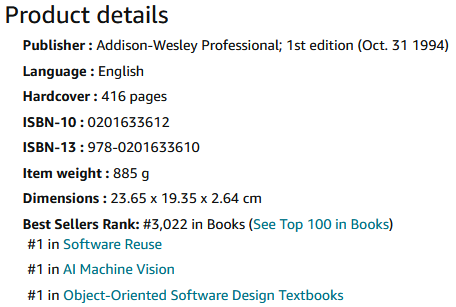 Product details
Publisher : Addison-Wesley Professional; 1st edition (Oct. 31 1994)
Language : English
Hardcover : 416 pages
ISBN-10 : 0201633612
ISBN-13 : 978-0201633610
Item weight : 885 g
Dimensions : 23.65 x 19.35 x 2.64 cm
Best Sellers Rank: #3,022 in Books (See Top 100 in Books)
#1 in Software Reuse
#1 in AI Machine Vision
#1 in Object-Oriented Software Design Textbooks